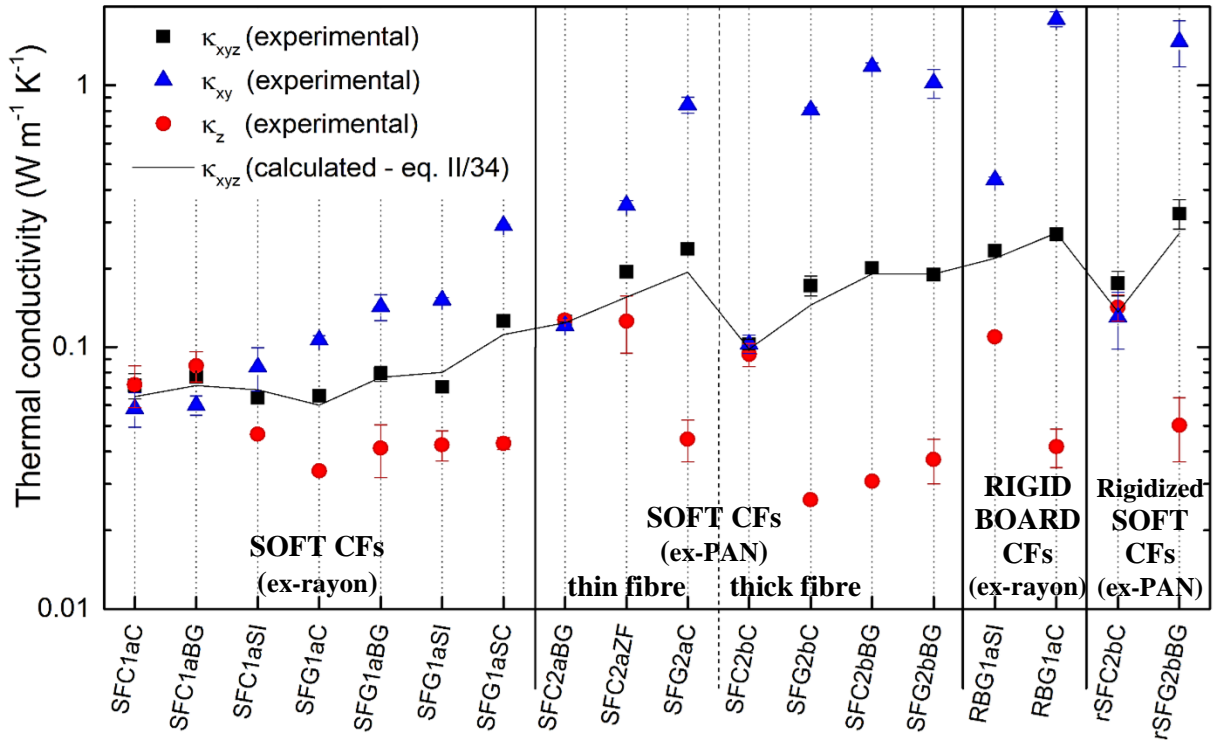 Thermal conductivity (W m⁻¹ K⁻¹)
1
0.1
0.01
κxyz (experimental)
κxy (experimental)
κz (experimental)
κxyz (calculated - eq. II/34)
SOFT CFs
(ex-rayon)
SOFT CFs
(ex-PAN)
thin fibre
thick fibre
RIGID
BOARD
CFs
(ex-rayon)
Rigidized
SOFT
CFs
(ex-PAN)
SFC1aC
SFC1aBG
SFC1aSI
SFG1aC
SFG1aBG
SFG1aSI
SFG1aSC
SFC2aBG
SFC2aZF
SFG2aC
SFC2bC
SFG2bC
SFC2bBG
SFG2bBG
RBG1aSI
RBG1aC
rSFC2bC
rSFG2bBG